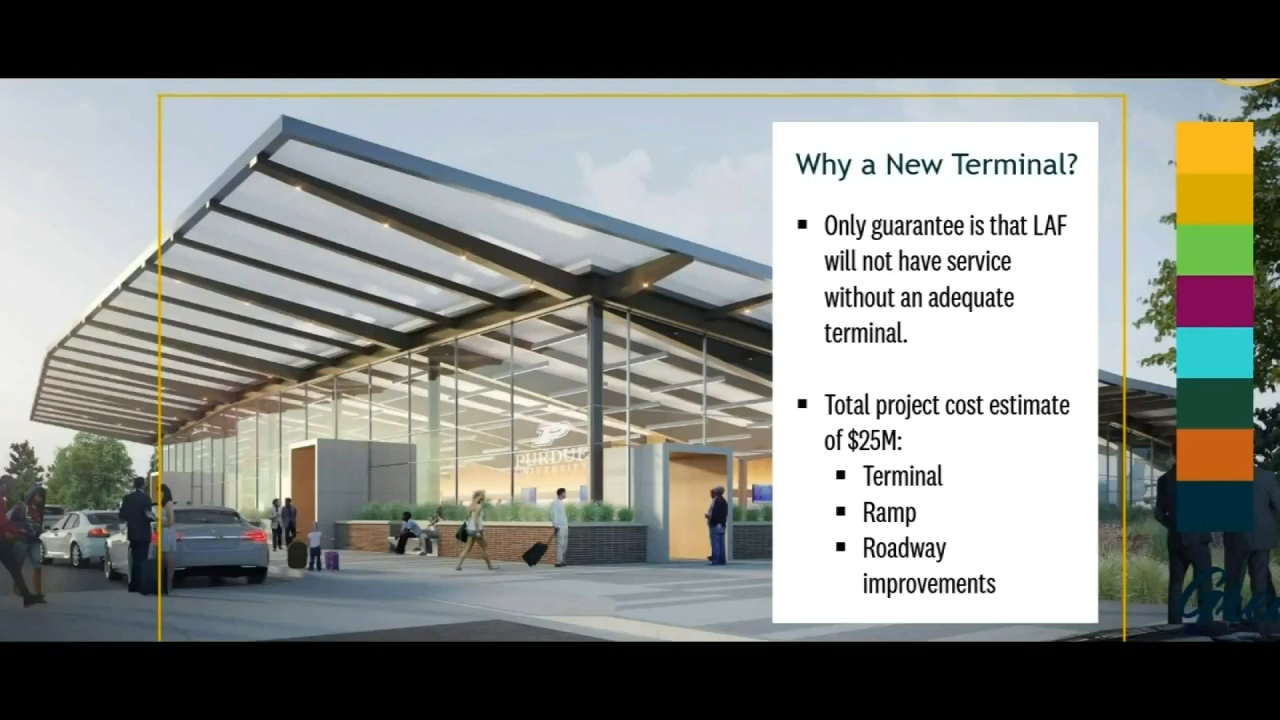 Why a New Terminal?
▪ Only guarantee is that LAF
will not have service
without an adequate
terminal.
▪ Total project cost estimate
of $25M:
▪ Terminal
▪ Ramp
▪ Roadway
improvements
PURDUE
UNIVERSITY